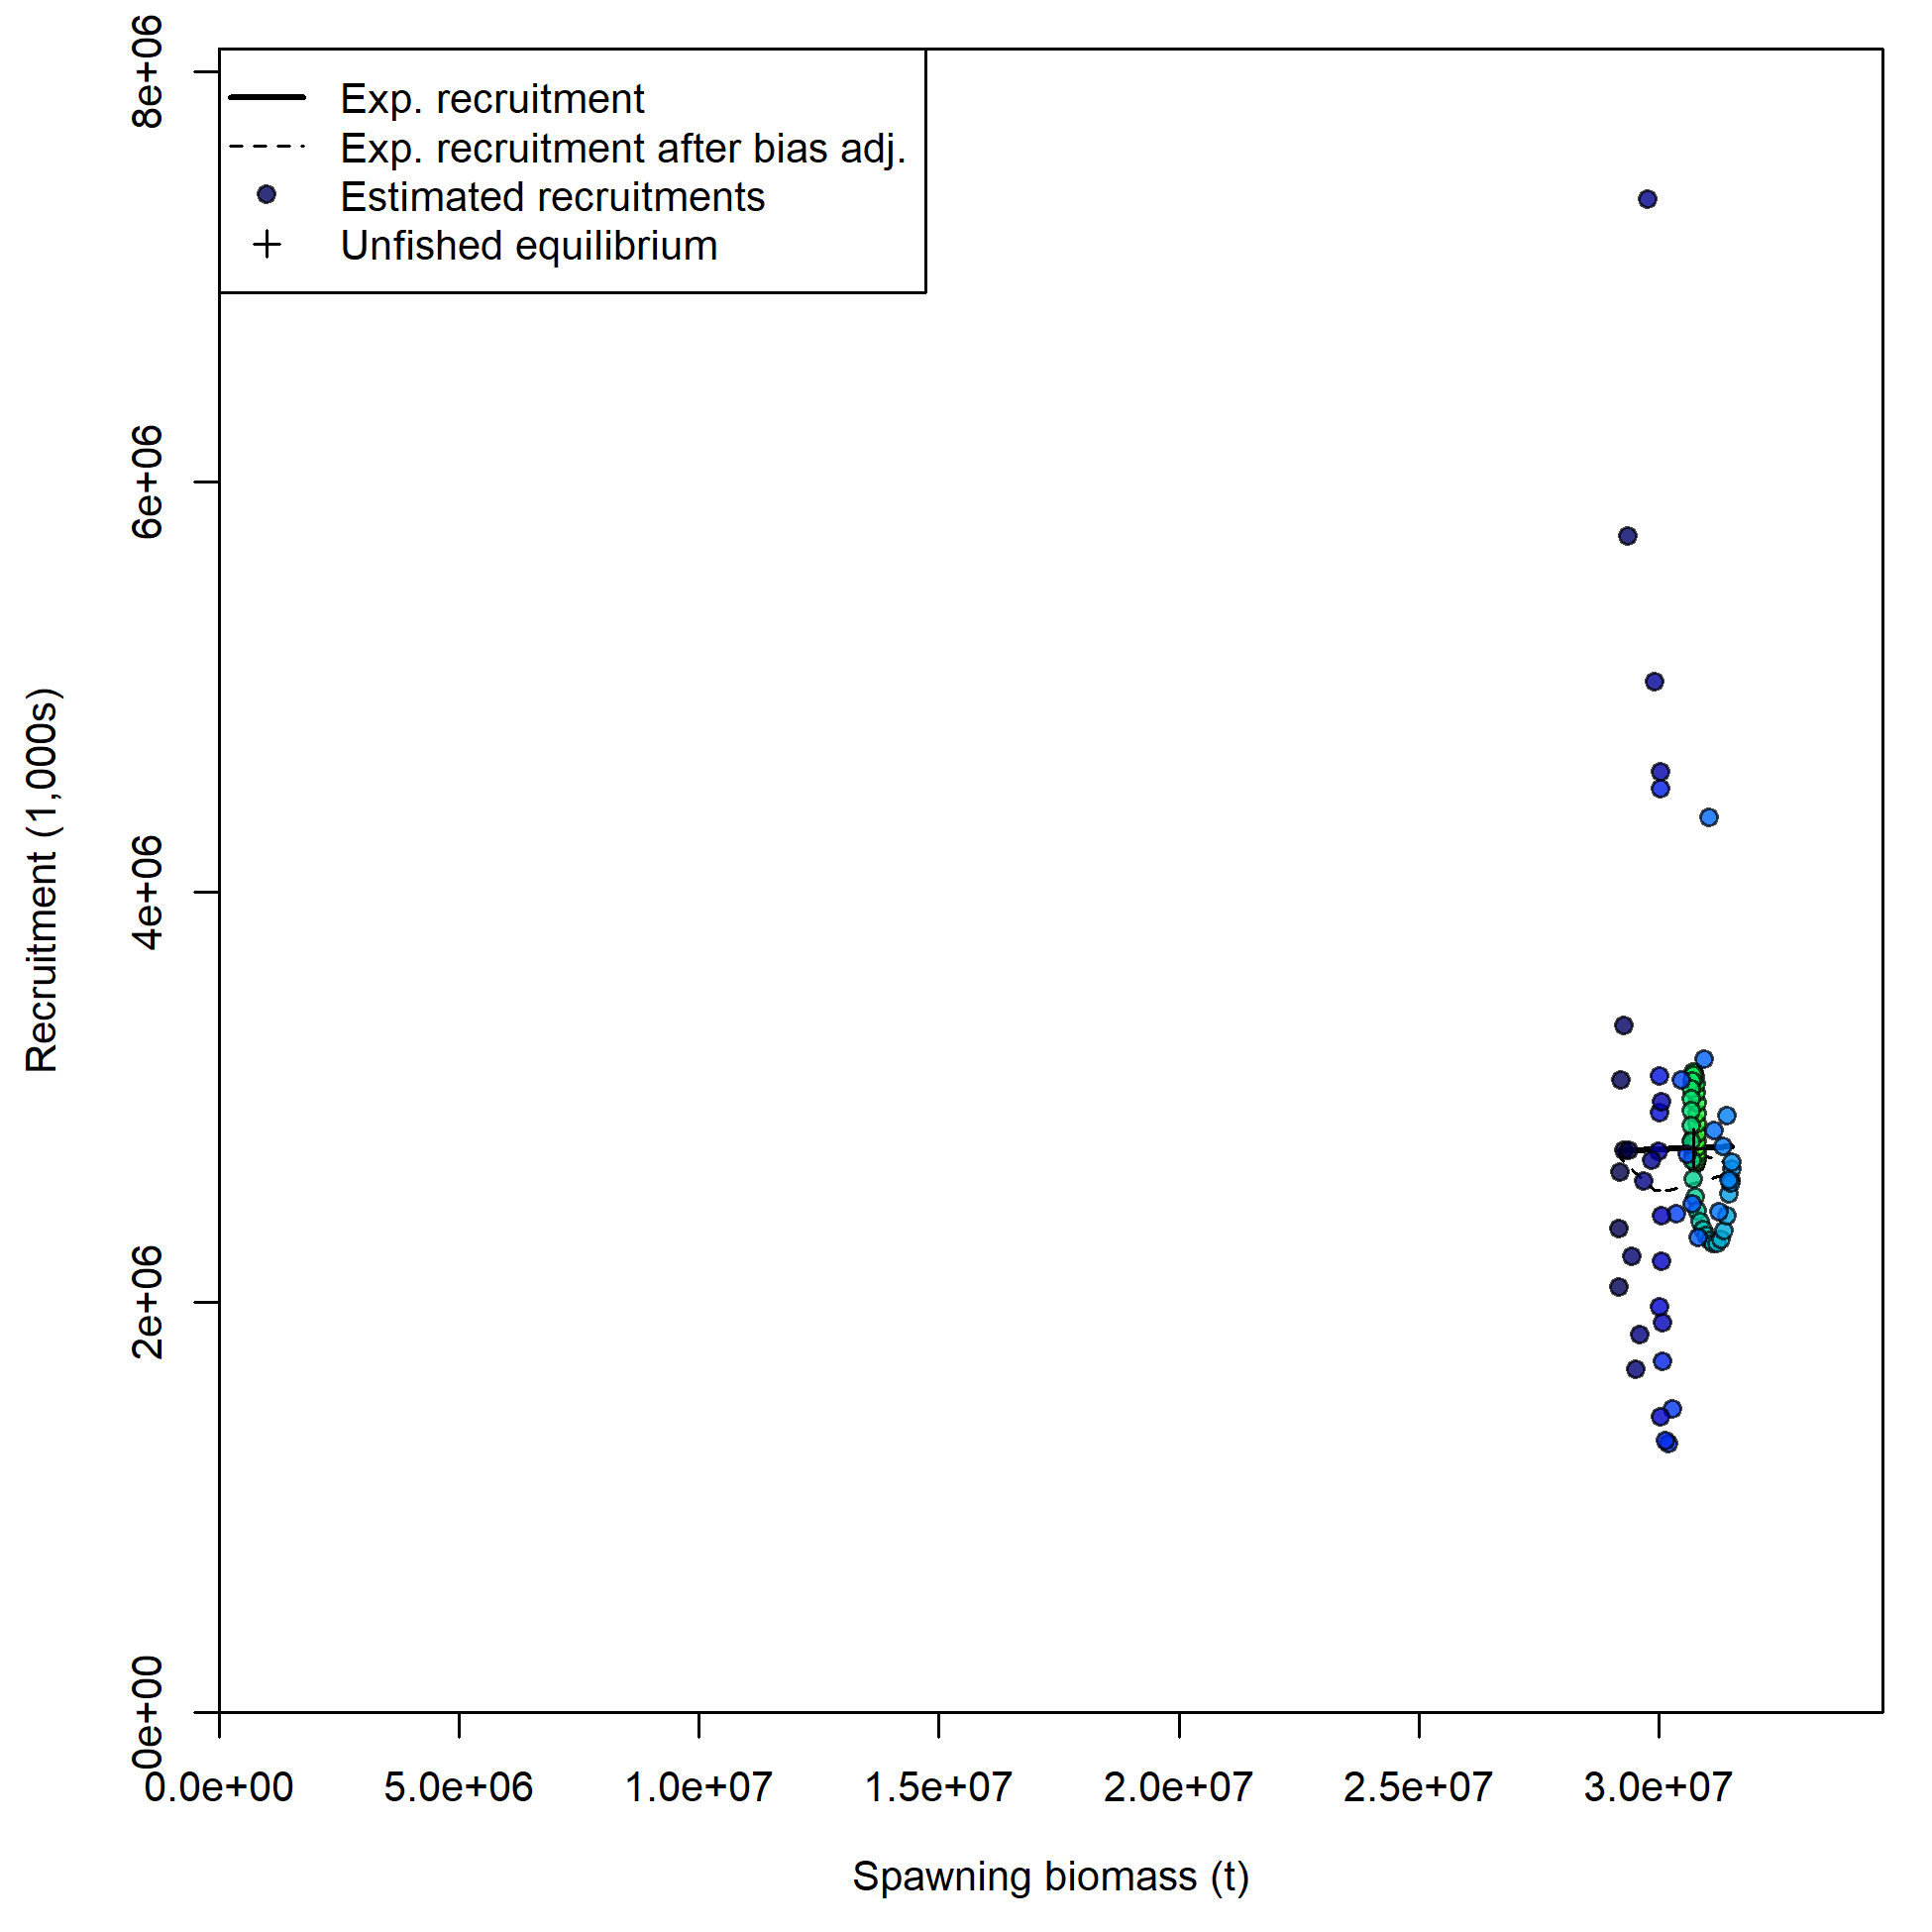 Exp. recruitment
Exp. recruitment after bias adj.
Estimated recruitments
Unfished equilibrium
8e+06
6e+06
4e+06
2e+06
0e+00
Recruitment (1,000s)
0.0e+00 5.0e+06 1.0e+07 1.5e+07 2.0e+07 2.5e+07 3.0e+07
Spawning biomass (t)